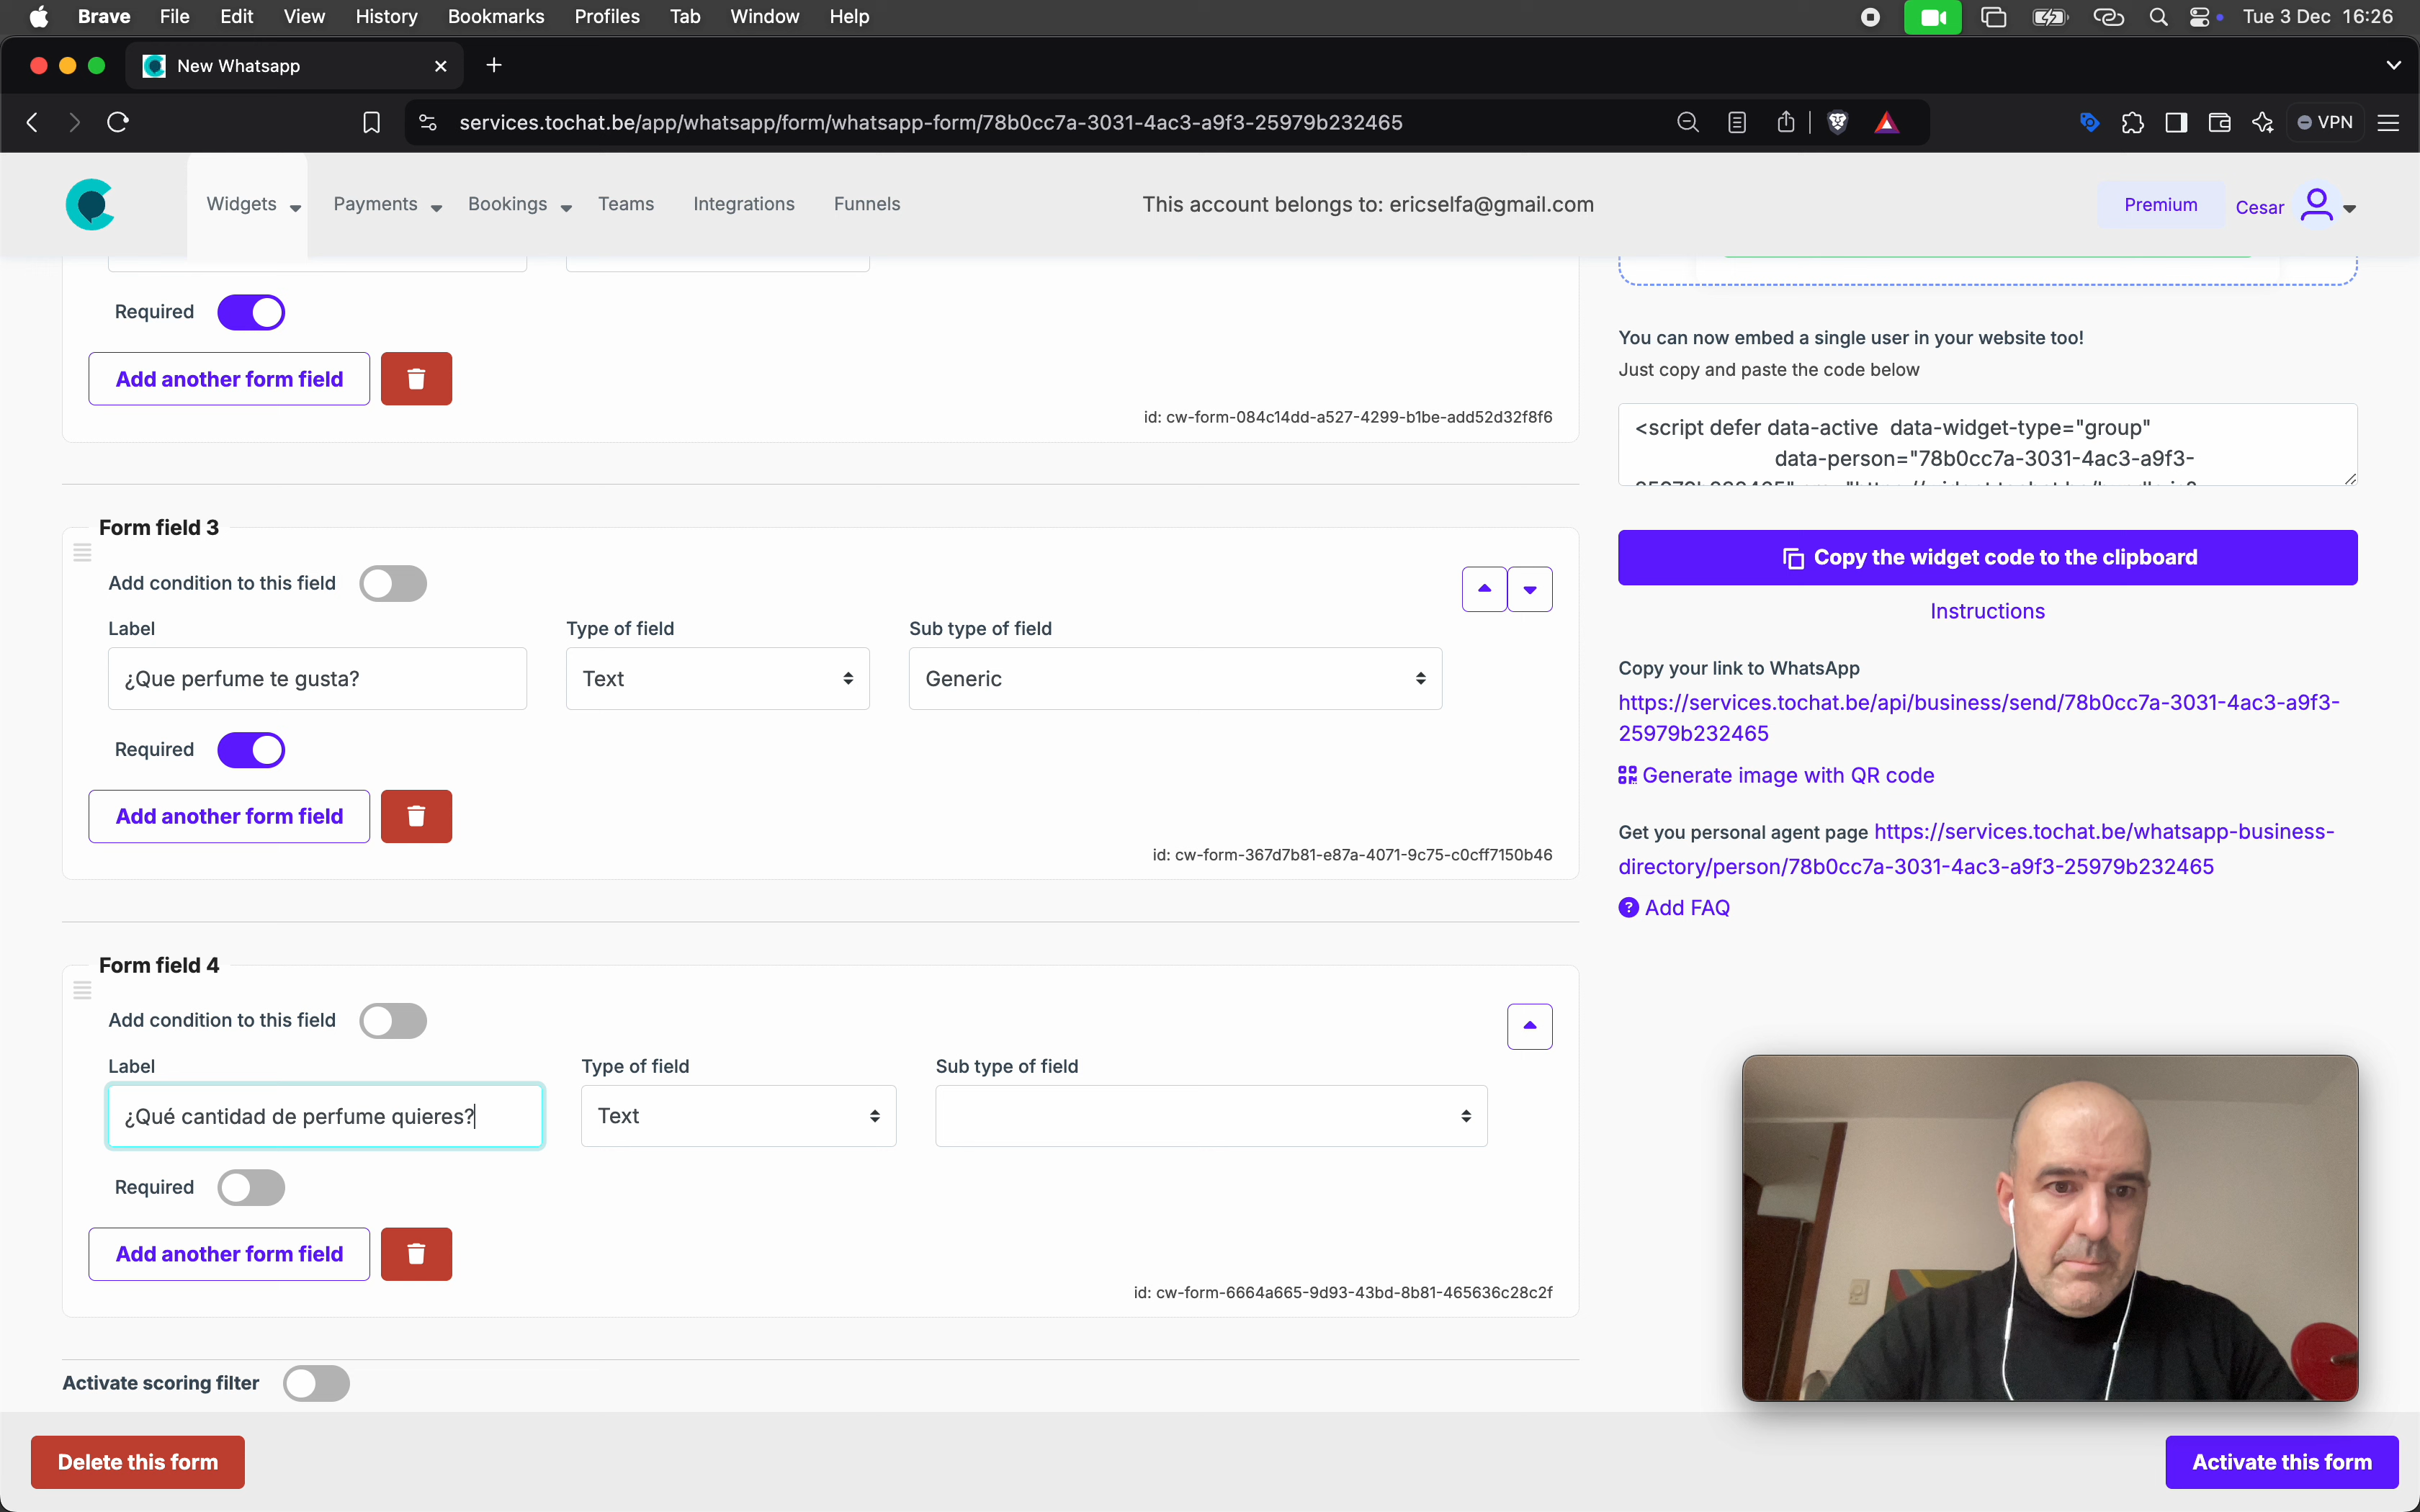 Brave File Edit View History Bookmarks Profiles Tab Window Help Tue 3 Dec 16:26
New Whatsapp
services.tochat.be/app/whatsapp/form/whatsapp-form/78b0cc7a-3031-4ac3-a9f3-25979b232465 VPN
Widgets Payments Bookings Teams Integrations Funnels This account belongs to: ericselfa@gmail.com Premium Cesar
Required
Add another form field
id: cw-form-084c14dd-a527-4299-b1be-add52d32f8f6
Form field 3
Add condition to this field
Label Type of field Sub type of field
¿Que perfume te gusta? Text Generic
Required
Add another form field
id: cw-form-367d7b81-e87a-4071-9c75-c0cff7150b46
Form field 4
Add condition to this field
Label Type of field Sub type of field
¿Qué cantidad de perfume quieres? Text
Required
Add another form field
id: cw-form-6664a665-9d93-43bd-8b81-465636c28c2f
Activate scoring filter
Delete this form
You can now embed a single user in your website too!
Just copy and paste the code below
<script defer data-active data-widget-type="group"
data-person="78b0cc7a-3031-4ac3-a9f3-
Copy the widget code to the clipboard
Instructions
Copy your link to WhatsApp
https://services.tochat.be/api/business/send/78b0cc7a-3031-4ac3-a9f3-
25979b232465
Generate image with QR code
Get you personal agent page https://services.tochat.be/whatsapp-business-
directory/person/78b0cc7a-3031-4ac3-a9f3-25979b232465
Add FAQ
Activate this form